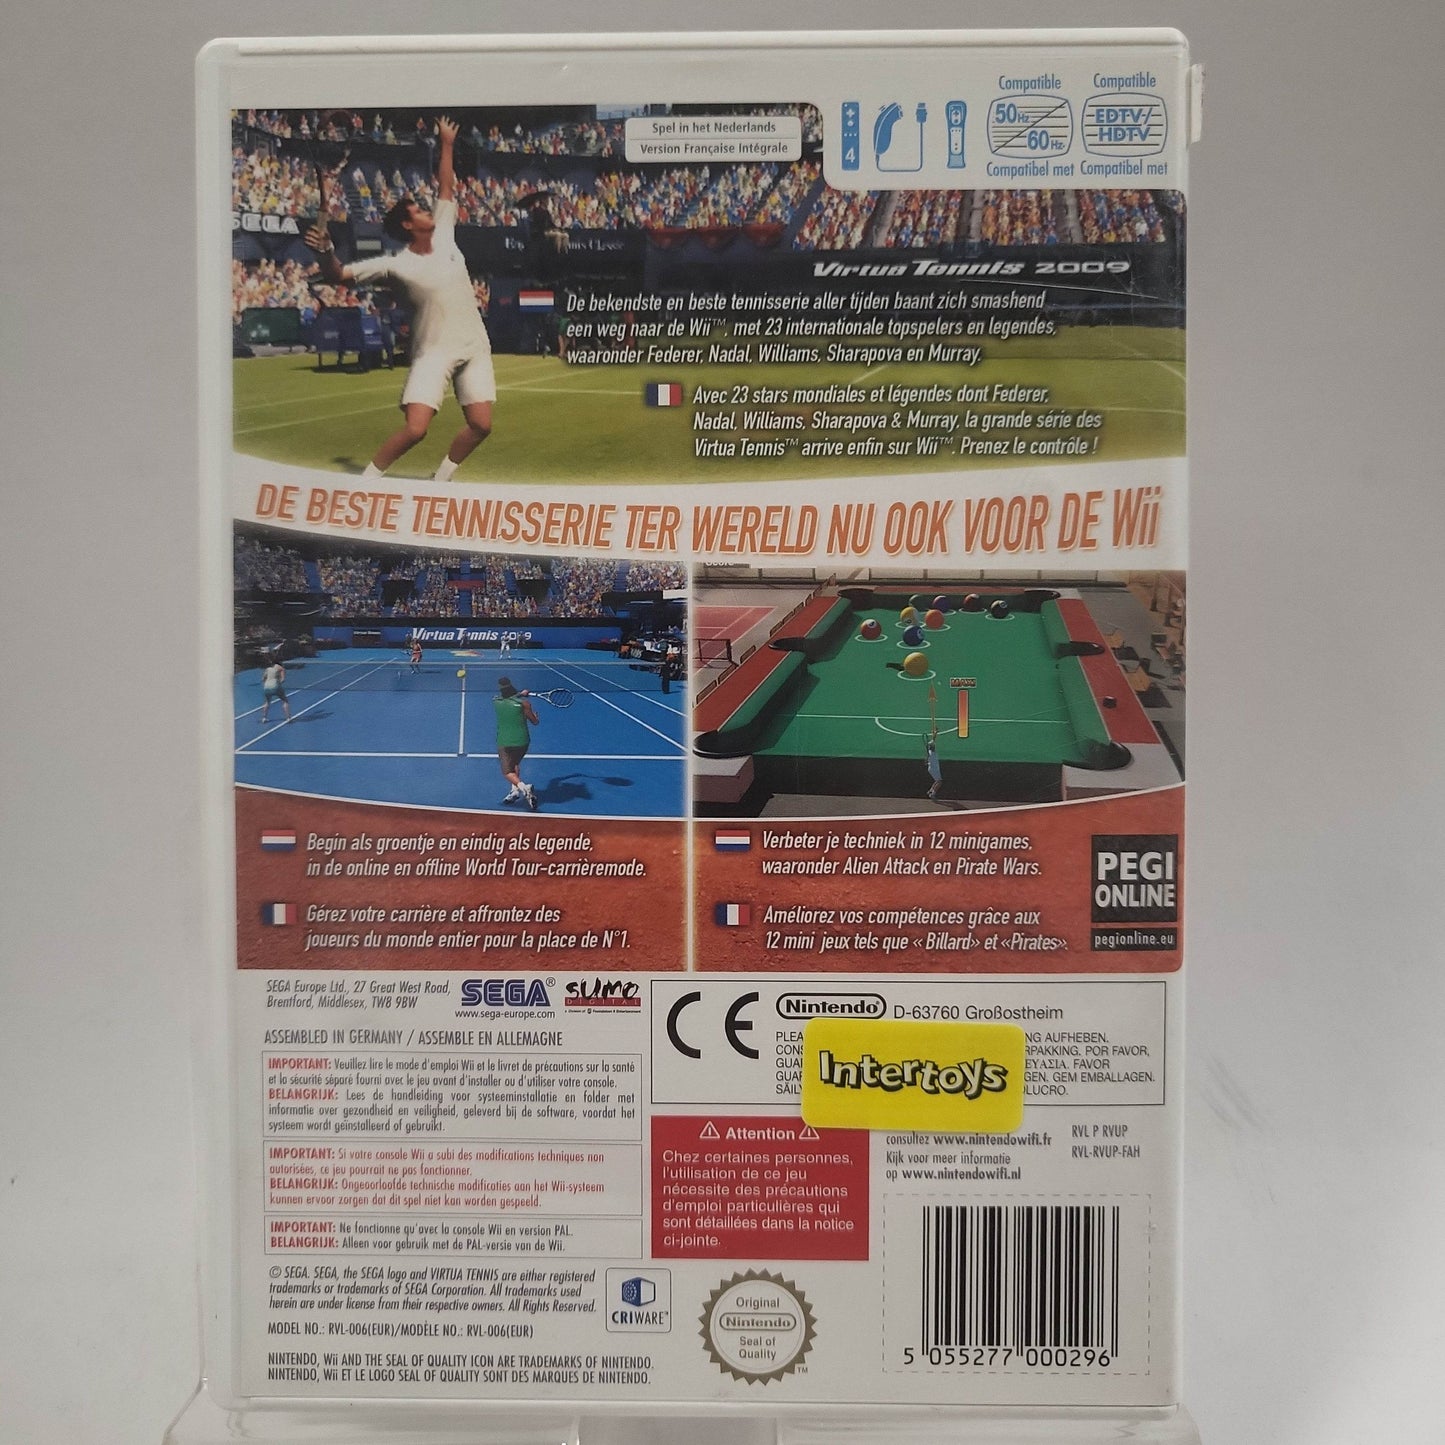 Compatible
Compatible
50Hz
60Hz
EDTV/
HDTV
4
Compatibel met
Compatibel met
Spel in het Nederlands
Version Française Intégrale
SEGA
Virtua Tennis 2009
De bekendste en beste tennisserie aller tijden baant zich smashend
een weg naar de Wii™, met 23 internationale topspelers en legendes,
waaronder Federer, Nadal, Williams, Sharapova en Murray.
Avec 23 stars mondiales et légendes dont Federer,
Nadal, Williams, Sharapova & Murray, la grande série des
Virtua Tennis™ arrive enfin sur Wii™. Prenez le contrôle !
DE BESTE TENNISSERIE TER WERELD NU OOK VOOR DE Wii
Virtua Tennis 2009
MAX
Begin als groentje en eindig als legende,
in de online en offline World Tour-carrièremode.
Gérez votre carrière et affrontez des
joueurs du monde entier pour la place de N°1.
Verbeter je techniek in 12 minigames,
waaronder Alien Attack en Pirate Wars.
Améliorez vos compétences grâce aux
12 mini jeux tels que «Billard» et «Pirates».
PEGI
ONLINE
pegionline.eu
SEGA Europe Ltd., 27 Great West Road,
Brentford, Middlesex, TW8 9BW
SEGA®
www.sega-europe.com
sumo
DIGITAL
ASSEMBLED IN GERMANY / ASSEMBLE EN ALLEMAGNE
IMPORTANT: Veuillez lire le mode d'emploi Wii et le livret de précautions sur la santé
et la sécurité séparé fourni avec le jeu avant d'installer ou d'utiliser votre console.
BELANGRIJK: Lees de handleiding voor systeeminstallatie en folder met
informatie over gezondheid en veiligheid, geleverd bij de software, voordat het
systeem wordt geïnstalleerd of gebruikt.
IMPORTANT: Si votre console Wii a subi des modifications techniques non
autorisées, ce jeu pourrait ne pas fonctionner.
BELANGRIJK: Ongeoorloofde technische modificaties aan het Wii-systeem
kunnen ervoor zorgen dat dit spel niet kan worden gespeeld.
IMPORTANT: Ne fonctionne qu'avec la console Wii en version PAL.
BELANGRIJK: Alleen voor gebruik met de PAL-versie van de Wii.
© SEGA. SEGA, the SEGA logo and VIRTUA TENNIS are either registered
trademarks or trademarks of SEGA Corporation. All trademarks used
herein are under license from their respective owners. All Rights Reserved.
MODEL NO.: RVL-006(EUR)/MODÈLE NO.: RVL-006(EUR)
CRIWARE™
NINTENDO, Wii AND THE SEAL OF QUALITY ICON ARE TRADEMARKS OF NINTENDO.
NINTENDO, Wii ET LE LOGO SEAL OF QUALITY SONT DES MARQUES DE NINTENDO.
CE
Nintendo®
D-63760 Großostheim
PLEA
NG AUFHEBEN.
CONS
RPAKKING. POR FAVOR,
GUA
ΕΥΑΣΙΑ. FAVOR
GUAR
GEN. GEM EMBALLAGEN.
SÄILY
OLUCRO.
Intertoys
Attention
Chez certaines personnes,
l'utilisation de ce jeu
nécessite des précautions
d'emploi particulières qui
sont détaillées dans la notice
ci-jointe.
consultez www.nintendowifi.fr
Kijk voor meer informatie
op www.nintendowifi.nl
RVL P RVUP
RVL-RVUP-FAH
Original
Nintendo
Seal of
Quality
TM
5 055277 000296